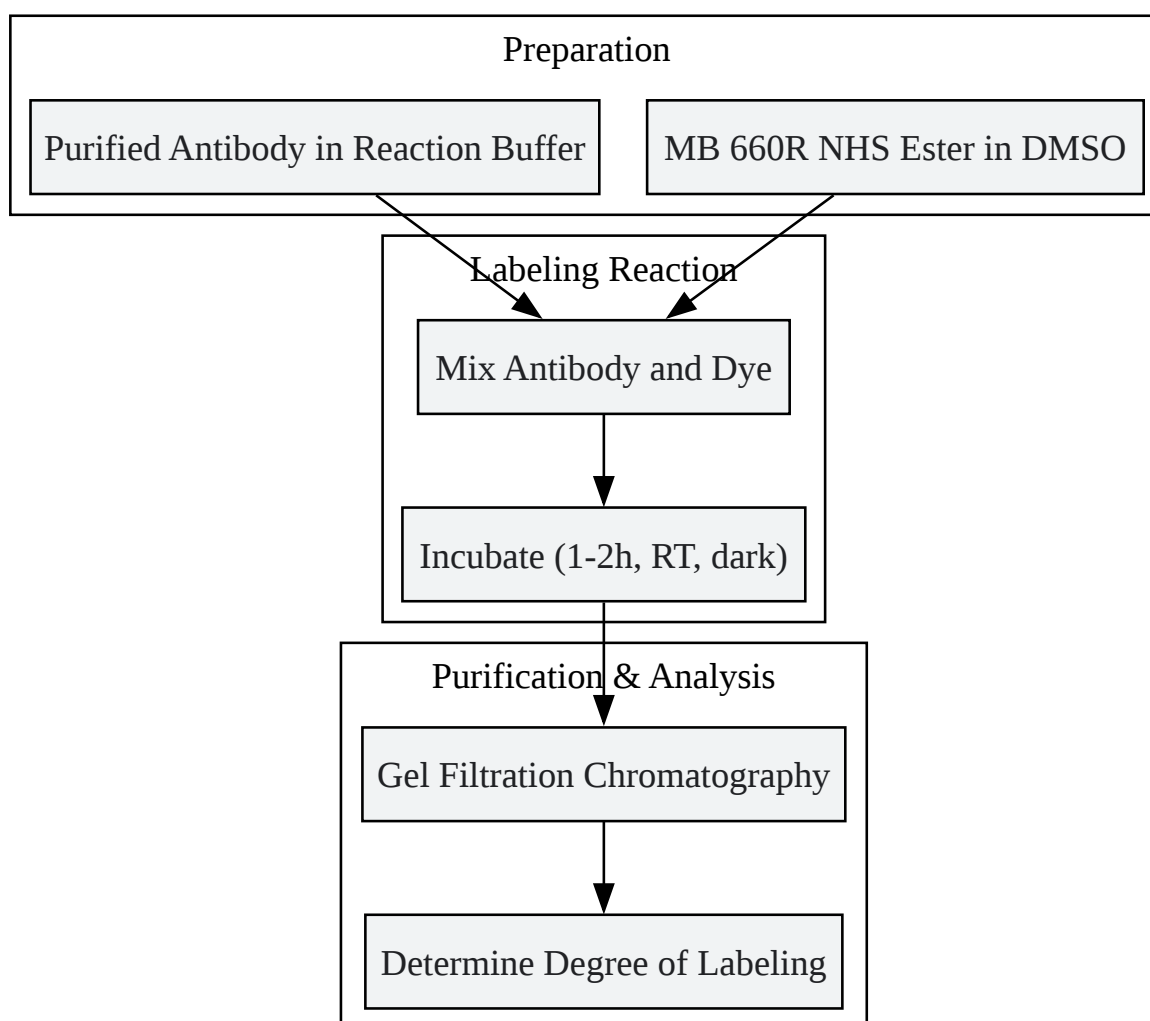 Preparation
Purified Antibody in Reaction Buffer
MB 660R NHS Ester in DMSO
Labeling Reaction
Mix Antibody and Dye
Incubate (1-2h, RT, dark)
Purification & Analysis
Gel Filtration Chromatography
Determine Degree of Labeling